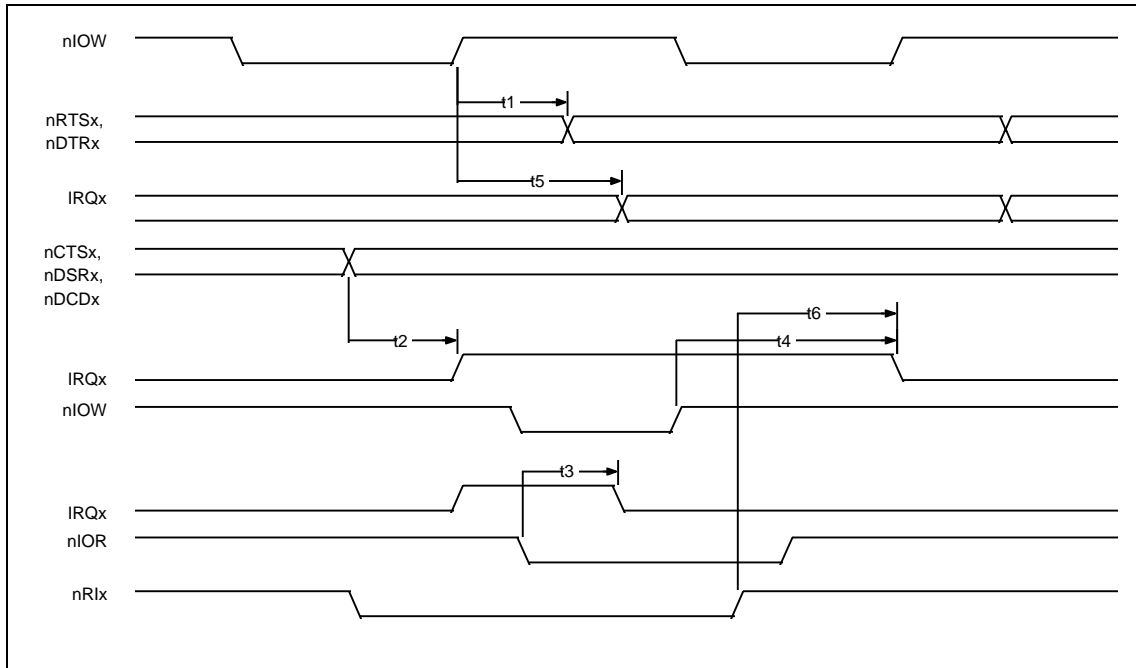 nIOW
t1
nRTSx,
nDTRx
t5
IRQx
nCTSx,
nDSRx,
nDCDx
t6
t2
t4
IRQx
nIOW
t3
IRQx
nIOR
nRIx